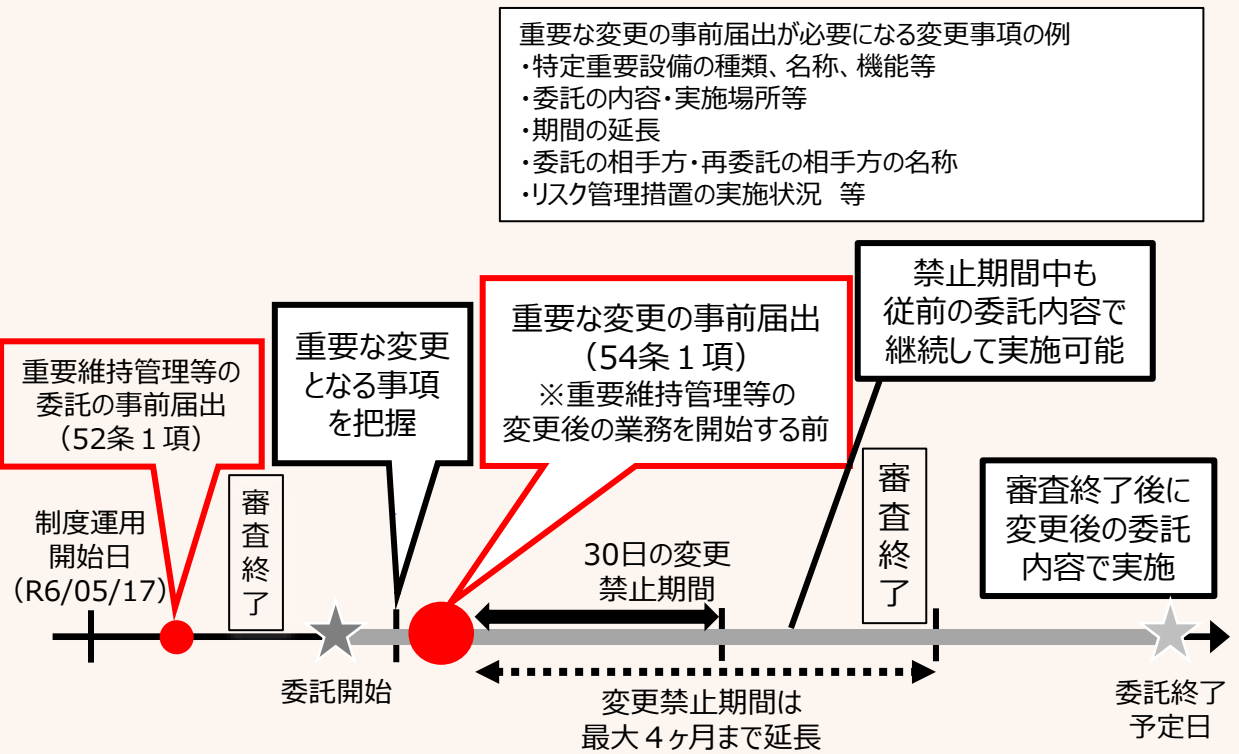 重要な変更の事前届出が必要になる変更事項の例
・特定重要設備の種類、名称、機能等
・委託の内容・実施場所等
・期間の延長
・委託の相手方・再委託の相手方の名称
・リスク管理措置の実施状況 等
禁止期間中も
従前の委託内容で
継続して実施可能
重要な変更の事前届出
（54条１項）
※重要維持管理等の
変更後の業務を開始する前
重要な変更
となる事項
を把握
重要維持管理等の
委託の事前届出
（52条１項）
審査終了
審査終了
審査終了後に
変更後の委託
内容で実施
制度運用
開始日
（R6/05/17）
30日の変更
禁止期間
委託開始
変更禁止期間は
最大４ヶ月まで延長
委託終了
予定日